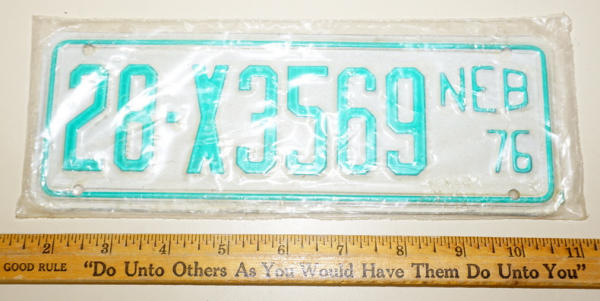 28-X3569 NEB
76
2 3 4 5 6 7 8 9 10 11
GOOD RULE "Do Unto Others As You Would Have Them Do Unto You"